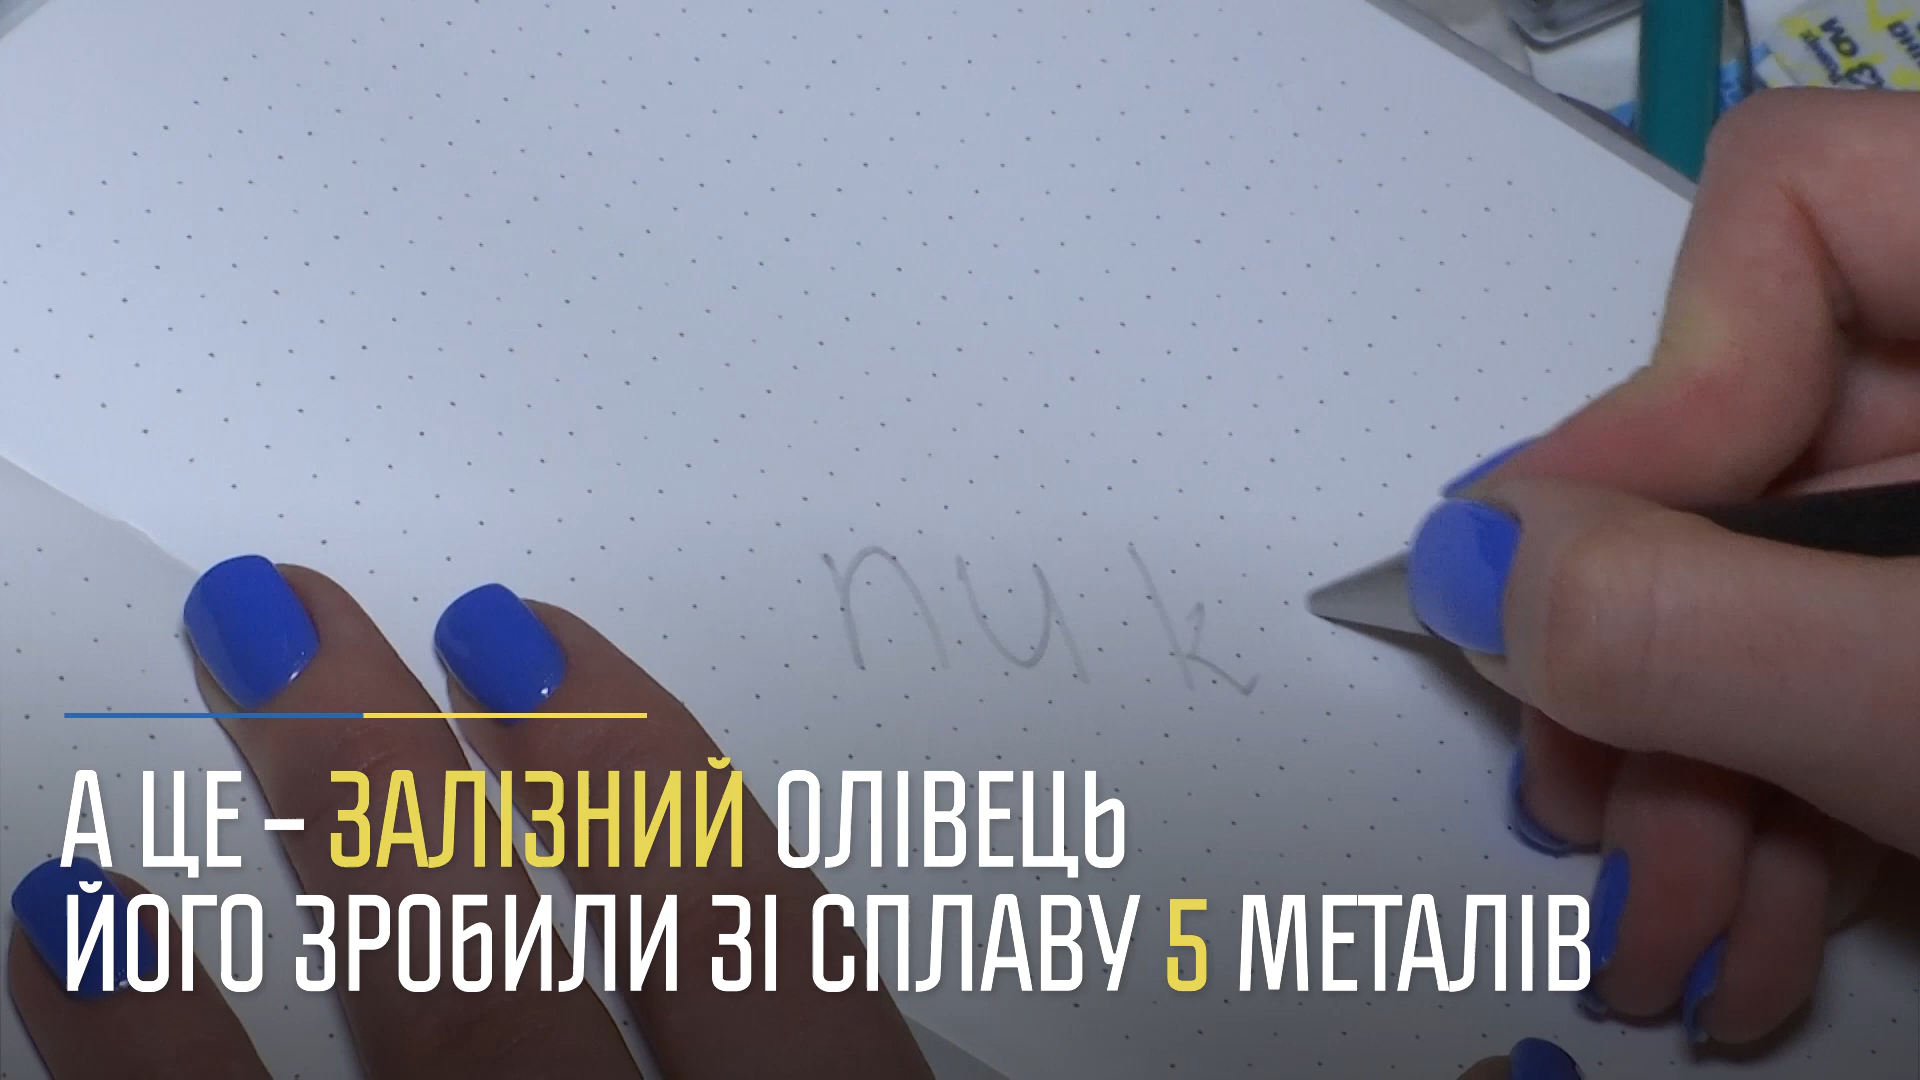 пик
А ЦЕ – ЗАЛІЗНИЙ ОЛІВЕЦЬ
ЙОГО ЗРОБИЛИ ЗІ СПЛАВУ 5 МЕТАЛІВ